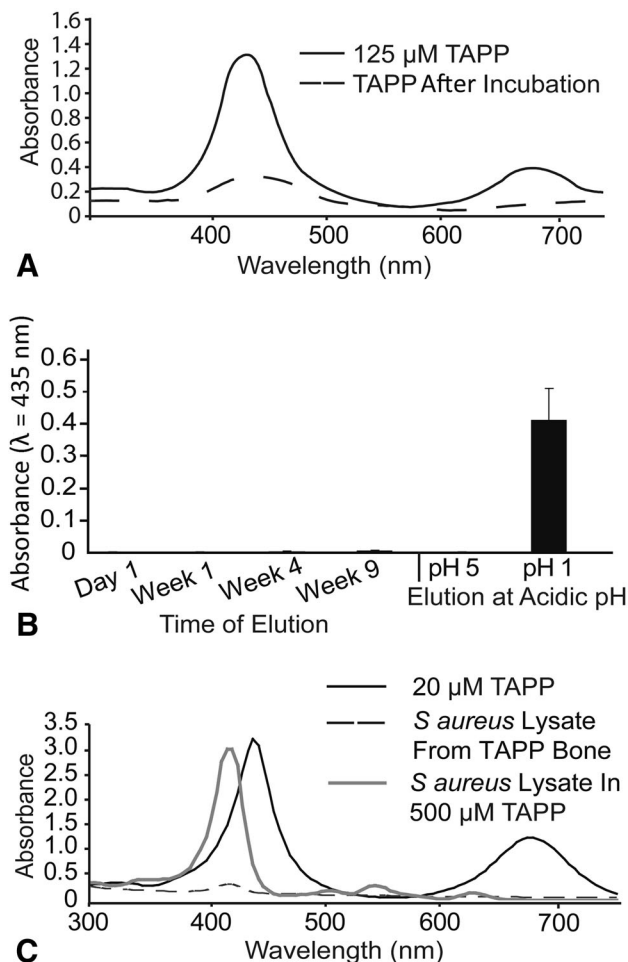 1.6
1.4
1.2
1.0
0.8
0.6
0.4
0.2
0
Absorbance
125 µM TAPP
TAPP After Incubation
400 500 600 700
Wavelength (nm)
A
Absorbance (λ = 435 nm)
0.6
0.4
0.3
0.2
0.1
0
Day 1 Week 1 Week 4 Week 9 pH 5 pH 1
Time of Elution
Elution at Acidic pH
B
20 µM TAPP
S aureus Lysate
From TAPP Bone
S aureus Lysate In
500 µM TAPP
Absorbance
3.5
3.0
2.5
2.0
1.5
1.0
0.5
0
300 400 500 600 700
Wavelength (nm)
C